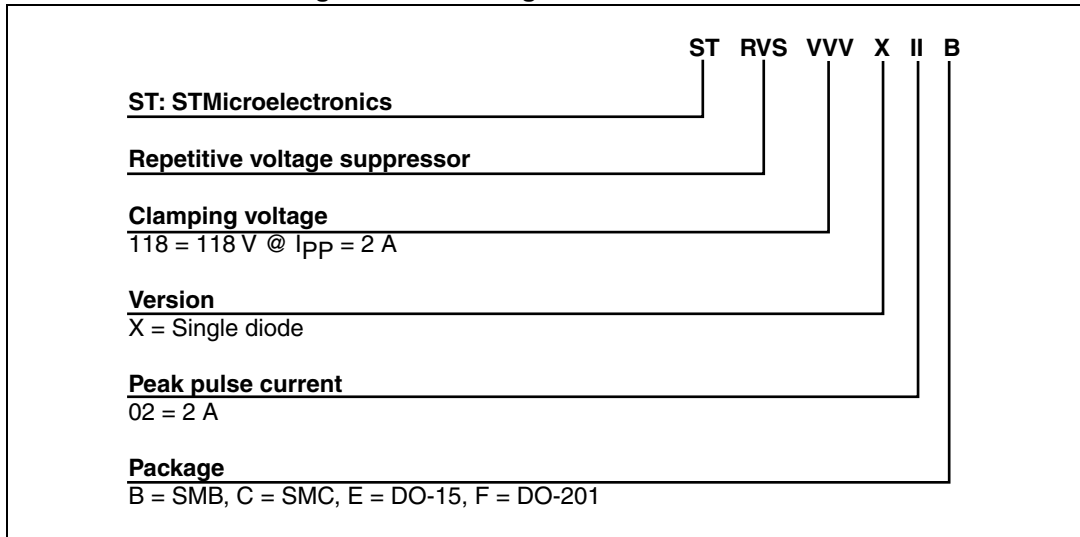 ST RVS VVV X II B
ST: STMicroelectronics
Repetitive voltage suppressor
Clamping voltage
118 = 118 V @ IPP = 2 A
Version
X = Single diode
Peak pulse current
02 = 2 A
Package
B = SMB, C = SMC, E = DO-15, F = DO-201